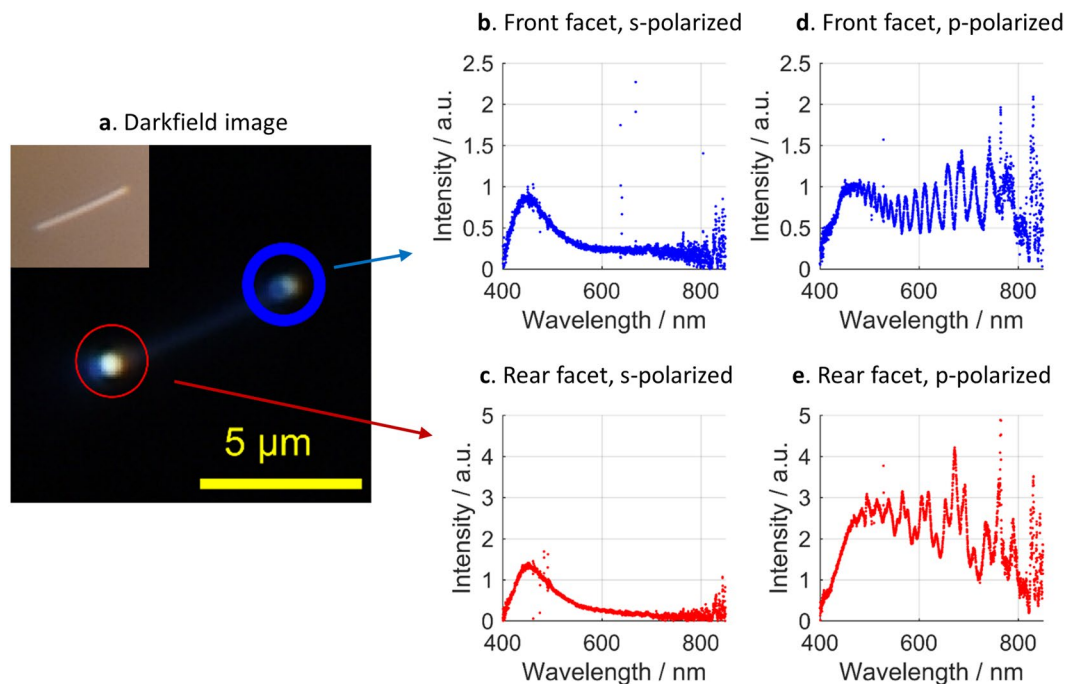 a. Darkfield image
5 µm
b. Front facet, s-polarized
2.5
2
1.5
1
0.5
0
Intensity / a.u.
400
600
800
Wavelength / nm
d. Front facet, p-polarized
2.5
2
1.5
1
0.5
0
Intensity / a.u.
400
600
800
Wavelength / nm
c. Rear facet, s-polarized
5
4
3
2
1
0
Intensity / a.u.
400
600
800
Wavelength / nm
e. Rear facet, p-polarized
5
4
3
2
1
0
Intensity / a.u.
400
600
800
Wavelength / nm